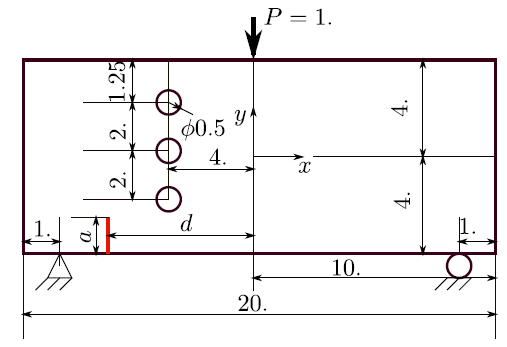 P = 1.
1.25
y
ϕ0.5
4.
2.
4.
x
2.
4.
1.
a
d
1.
10.
20.